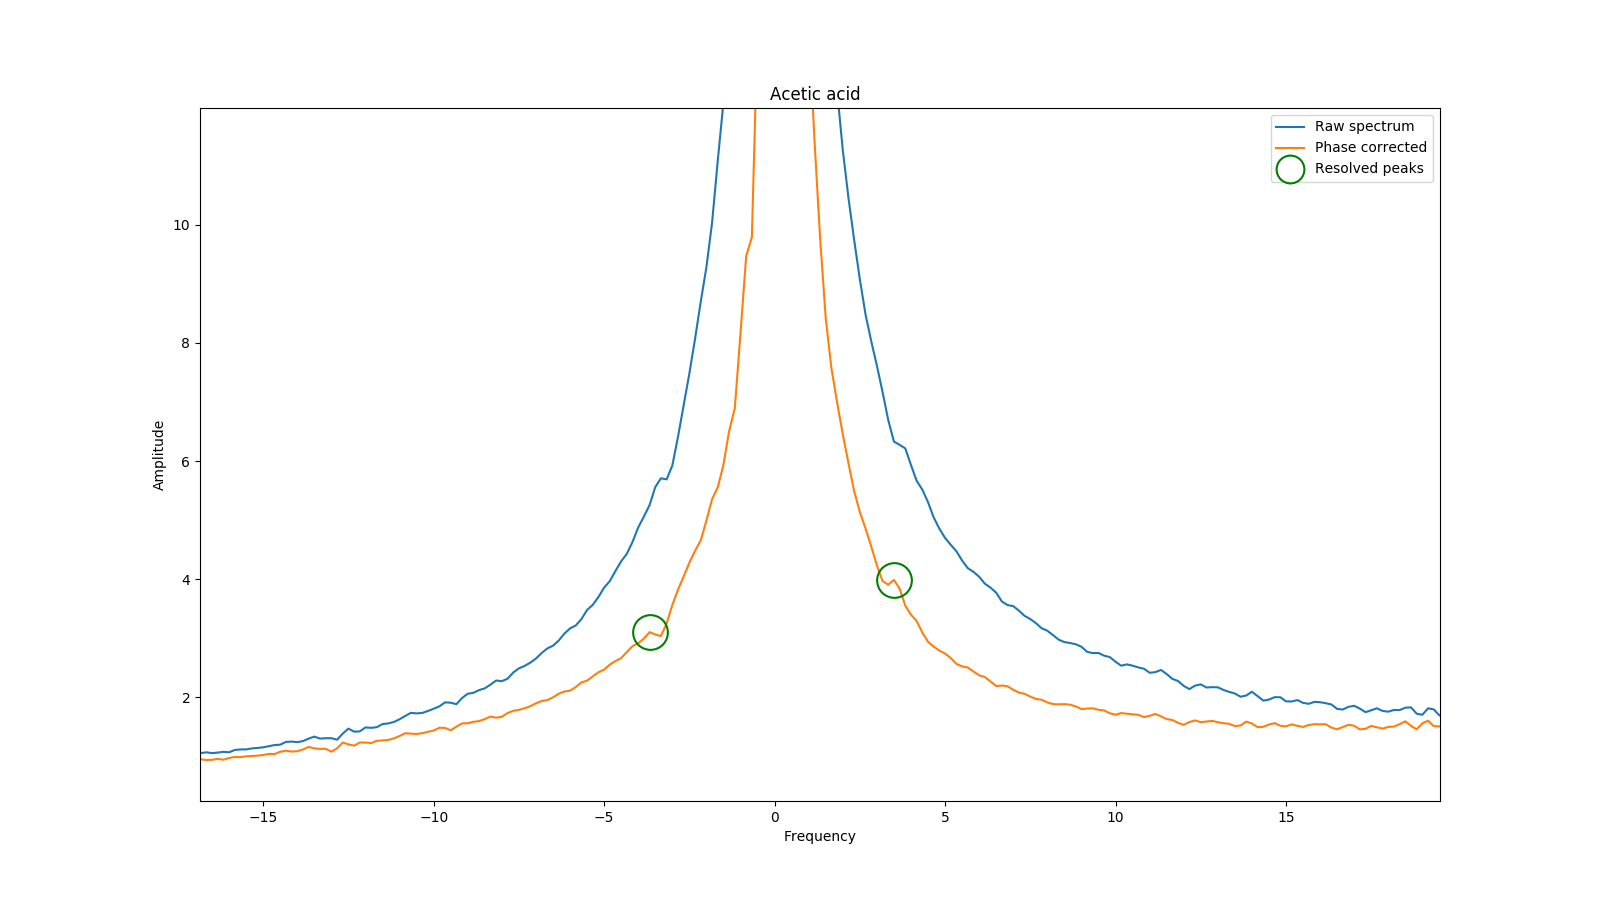 Acetic acid
Raw spectrum
Phase corrected
Resolved peaks
10
8
6
4
2
Amplitude
−15
−10
−5
0
5
10
15
Frequency